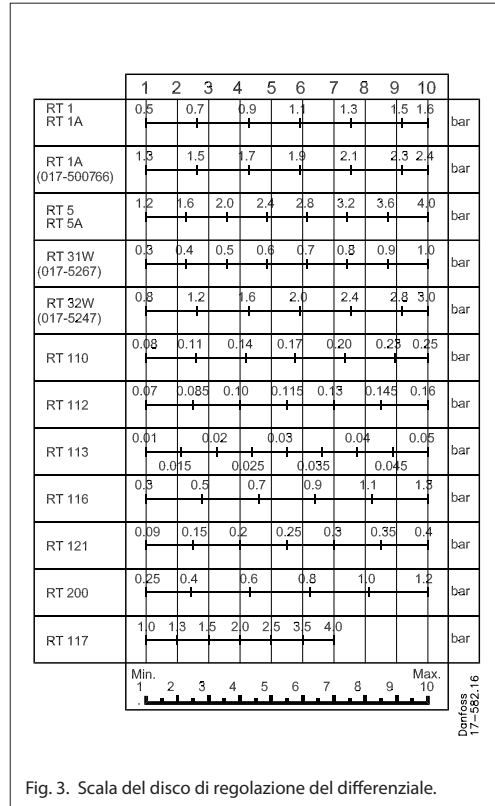 1 2 3 4 5 6 7 8 9 10
RT 1
RT 1A
0.5 0.7 0.9 1.1 1.3 1.5 1.6
bar
RT 1A
(017-500766)
1.3 1.5 1.7 1.9 2.1 2.3 2.4
bar
RT 5
RT 5A
1.2 1.6 2.0 2.4 2.8 3.2 3.6 4.0
bar
RT 31W
(017-5267)
0.3 0.4 0.5 0.6 0.7 0.8 0.9 1.0
bar
RT 32W
(017-5247)
0.8 1.2 1.6 2.0 2.4 2.8 3.0
bar
RT 110
0.08 0.11 0.14 0.17 0.20 0.23 0.25
bar
RT 112
0.07 0.085 0.10 0.115 0.13 0.145 0.16
bar
RT 113
0.01 0.02 0.03 0.04 0.05
0.015 0.025 0.035 0.045
bar
RT 116
0.3 0.5 0.7 0.9 1.1 1.3
bar
RT 121
0.09 0.15 0.2 0.25 0.3 0.35 0.4
bar
RT 200
0.25 0.4 0.6 0.8 1.0 1.2
bar
RT 117
1.0 1.3 1.5 2.0 2.5 3.5 4.0
bar
Min. Max.
1 2 3 4 5 6 7 8 9 10
Danfoss
17-582.16
Fig. 3. Scala del disco di regolazione del differenziale.